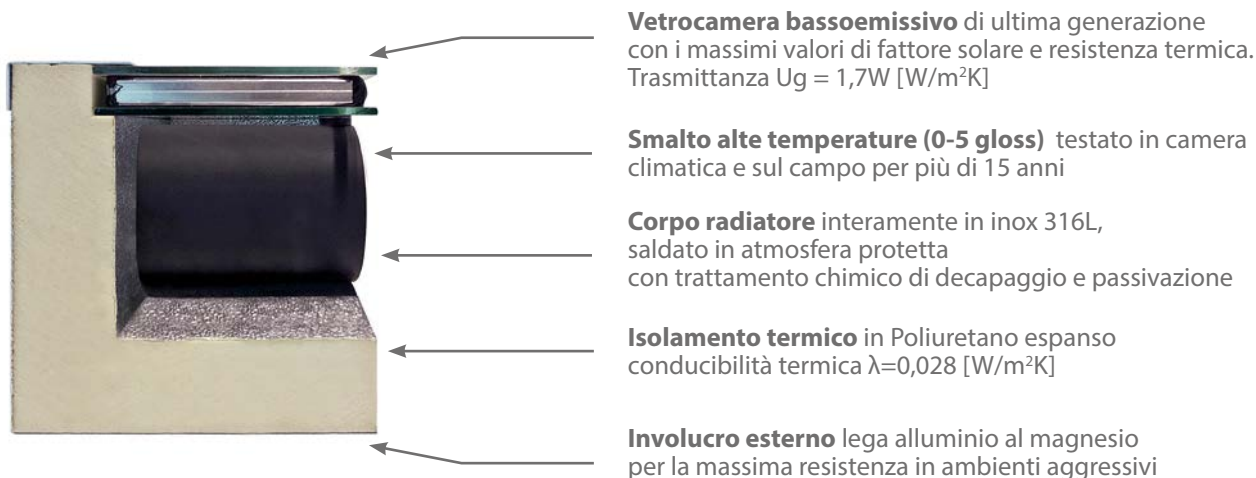 Vetrocamera bassoemissivo di ultima generazione
con i massimi valori di fattore solare e resistenza termica.
Trasmittanza Ug = 1,7W [W/m²K]
Smalto alte temperature (0-5 gloss) testato in camera
climatica e sul campo per più di 15 anni
Corpo radiatore interamente in inox 316L,
saldato in atmosfera protetta
con trattamento chimico di decapaggio e passivazione
Isolamento termico in Poliuretano espanso
conducibilità termica λ=0,028 [W/m²K]
Involucro esterno lega alluminio al magnesio
per la massima resistenza in ambienti aggressivi